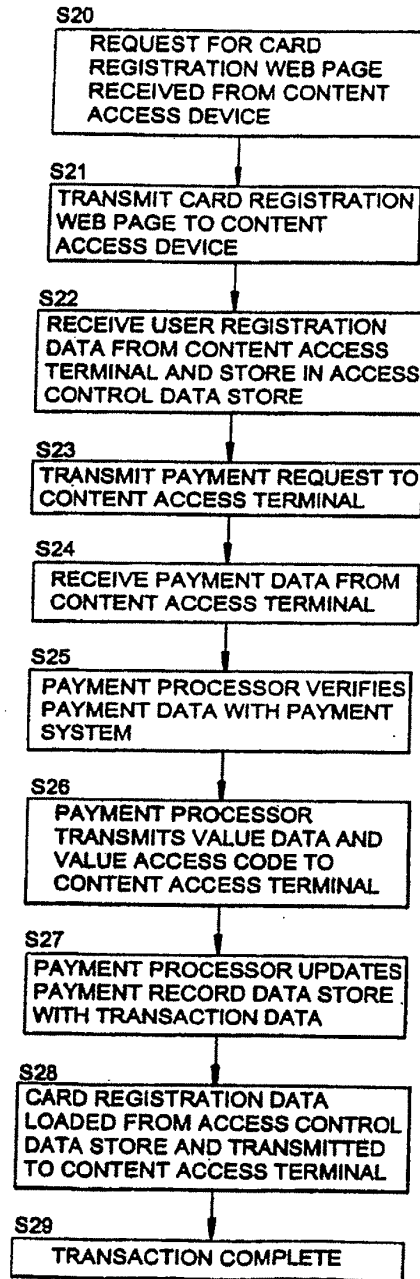 S20
REQUEST FOR CARD
REGISTRATION WEB PAGE
RECEIVED FROM CONTENT
ACCESS DEVICE
S21
TRANSMIT CARD REGISTRATION
WEB PAGE TO CONTENT
ACCESS DEVICE
S22
RECEIVE USER REGISTRATION
DATA FROM CONTENT ACCESS
TERMINAL AND STORE IN ACCESS
CONTROL DATA STORE
S23
TRANSMIT PAYMENT REQUEST TO
CONTENT ACCESS TERMINAL
S24
RECEIVE PAYMENT DATA FROM
CONTENT ACCESS TERMINAL
S25
PAYMENT PROCESSOR VERIFIES
PAYMENT DATA WITH PAYMENT
SYSTEM
S26
PAYMENT PROCESSOR
TRANSMITS VALUE DATA AND
VALUE ACCESS CODE TO
CONTENT ACCESS TERMINAL
S27
PAYMENT PROCESSOR UPDATES
PAYMENT RECORD DATA STORE
WITH TRANSACTION DATA
S28
CARD REGISTRATION DATA
LOADED FROM ACCESS CONTROL
DATA STORE AND TRANSMITTED
TO CONTENT ACCESS TERMINAL
S29
TRANSACTION COMPLETE